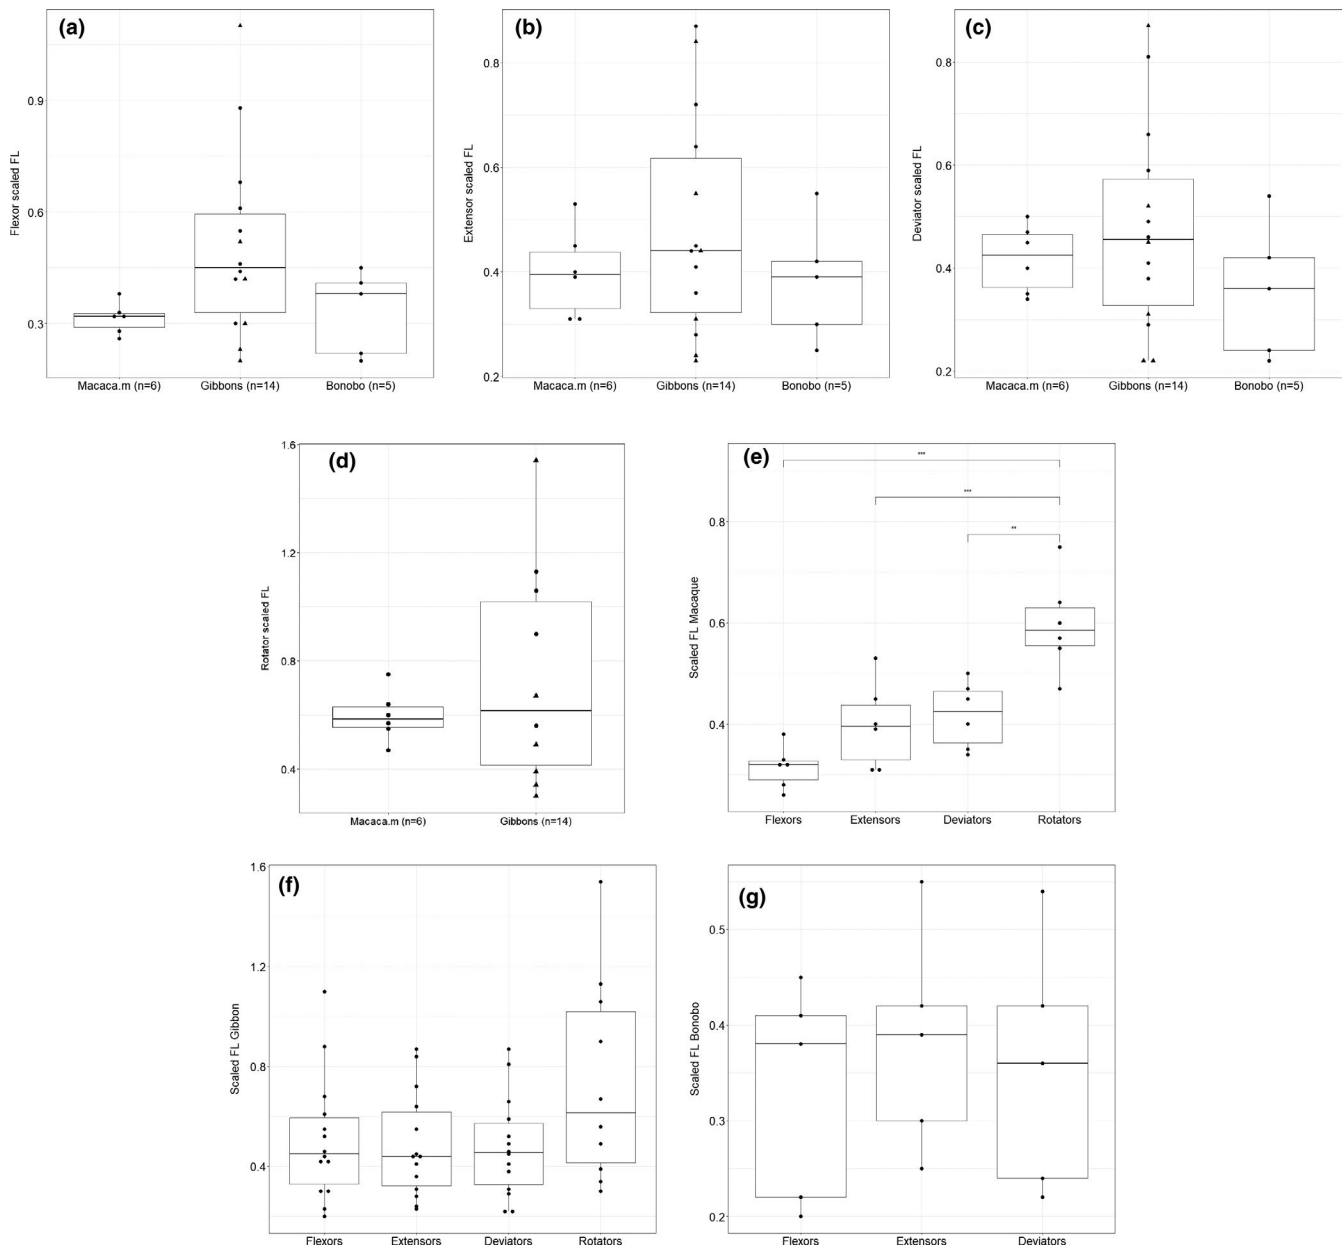 (a)
Flexor scaled FL
0.9
0.6
0.3
Macaca.m (n=6) Gibbons (n=14) Bonobo (n=5)
(b)
Extensor scaled FL
0.8
0.6
0.4
0.2
Macaca.m (n=6) Gibbons (n=14) Bonobo (n=5)
(c)
Deviator scaled FL
0.8
0.6
0.4
0.2
Macaca.m (n=6) Gibbons (n=14) Bonobo (n=5)
(d)
Rotator scaled FL
1.6
1.2
0.8
0.4
Macaca.m (n=6) Gibbons (n=14)
(e)
Scaled FL Macaque
0.8
0.6
0.4
***
***
**
Flexors Extensors Deviators Rotators
(f)
Scaled FL Gibbon
1.6
1.2
0.8
0.4
Flexors Extensors Deviators Rotators
(g)
Scaled FL Bonobo
0.5
0.4
0.3
0.2
Flexors Extensors Deviators